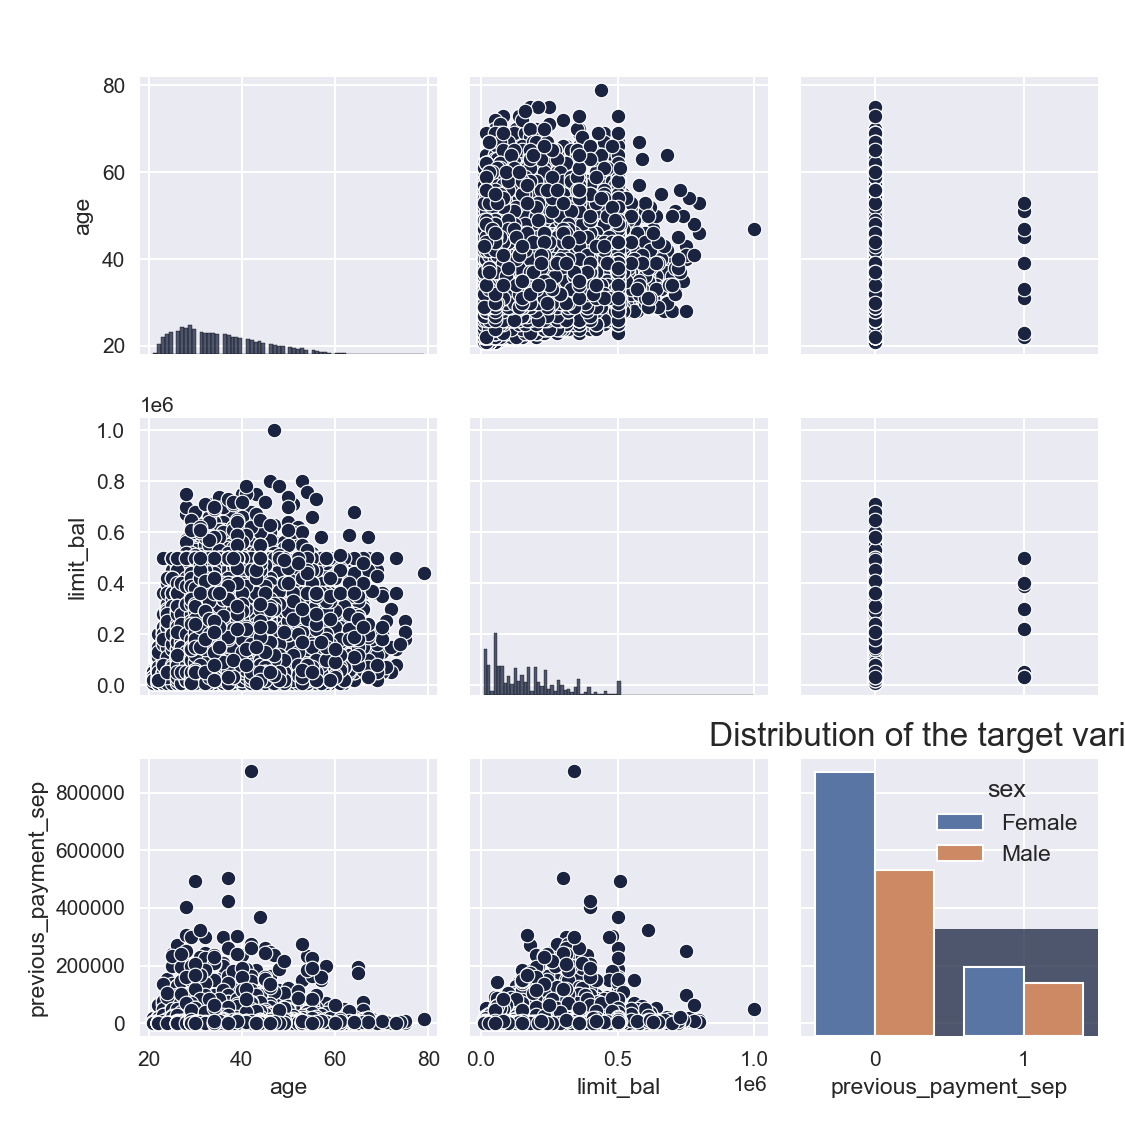 80
60
age
40
20
1e6
1.0
0.8
0.6
limit_bal
0.4
0.2
0.0
Distribution of the target vari
800000
600000
previous_payment_sep
400000
200000
0
sex
Female
Male
20 40 60 80
0.0 0.5 1.0
0 1
age
limit_bal
1e6
previous_payment_sep